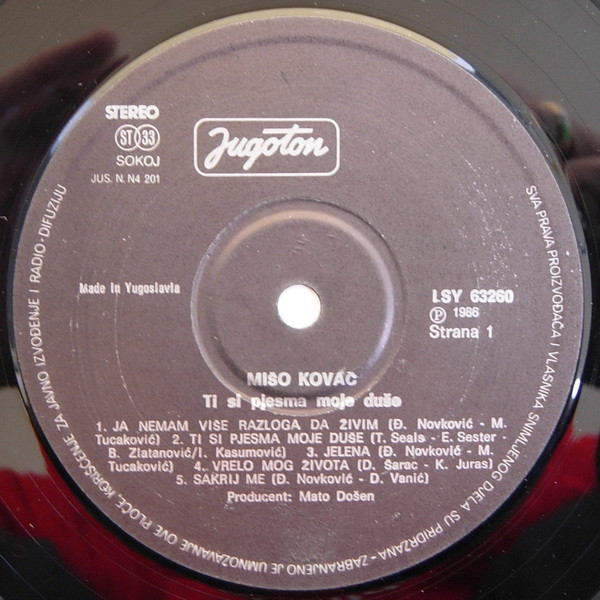 STEREO
ST 33
SOKOJ
JUS. N. N4 201
Jugoton
Made in Yugoslavia
LSY 63260
Ⓟ 1986
Strana 1
MIŠO KOVAČ
Ti si pjesma moje duše
1. JA NEMAM VIŠE RAZLOGA DA ŽIVIM (Đ. Novković - M.
Tucaković) 2. TI SI PJESMA MOJE DUŠE (T. Seals - E. Sester -
B. Zlatanović/I. Kasumović) 3. JELENA (Đ. Novković - M.
Tucaković) 4. VRELO MOG ŽIVOTA (D. Šarac - K. Juras)
5. SAKRIJ ME (Đ. Novković - D. Vanić)
Producent: Mato Došen
SVA PRAVA PROIZVOĐAČA I VLASNIKA SNIMLJENOG DJELA SU PRIDRŽANA - ZABRANJENO JE UMNOŽAVANJE OVE PLOČE, KORIŠĆENJE ZA JAVNO IZVOĐENJE I RADIO-DIFUZIJU